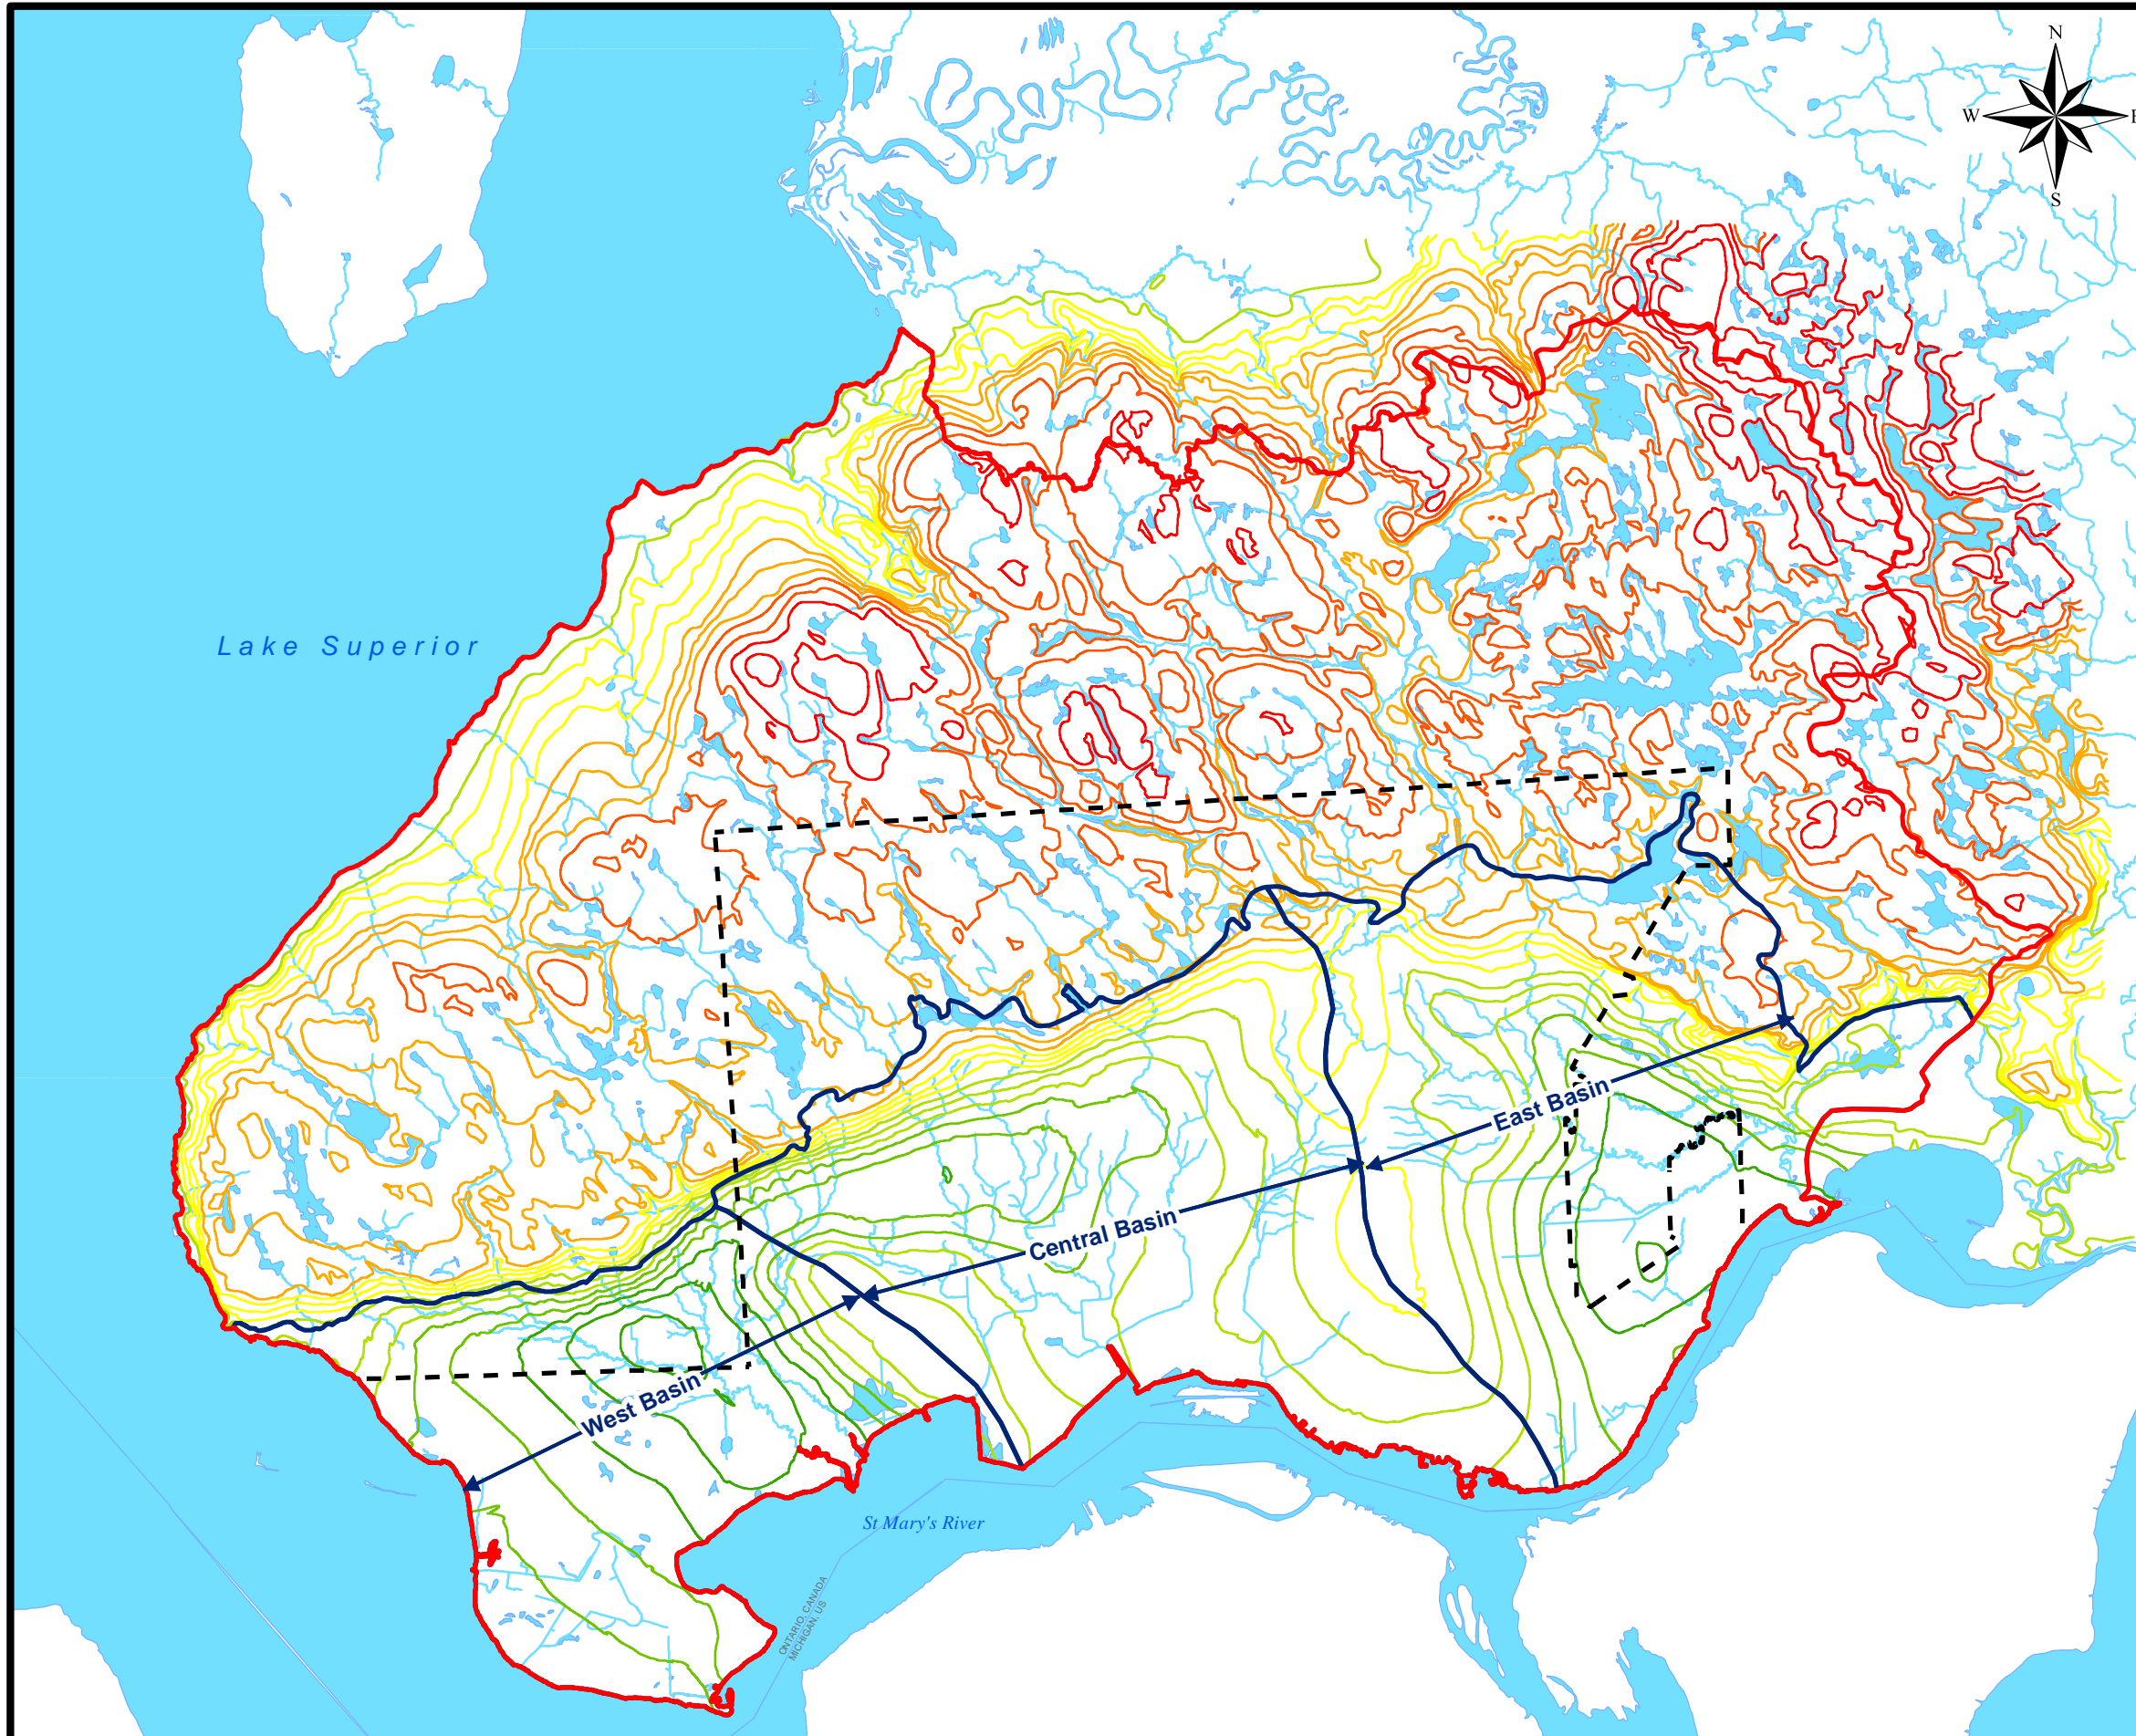 N
W
E
S
Lake Superior
East Basin
Central Basin
West Basin
St Mary's River
ONTARIO, CANADA
MICHIGAN, US